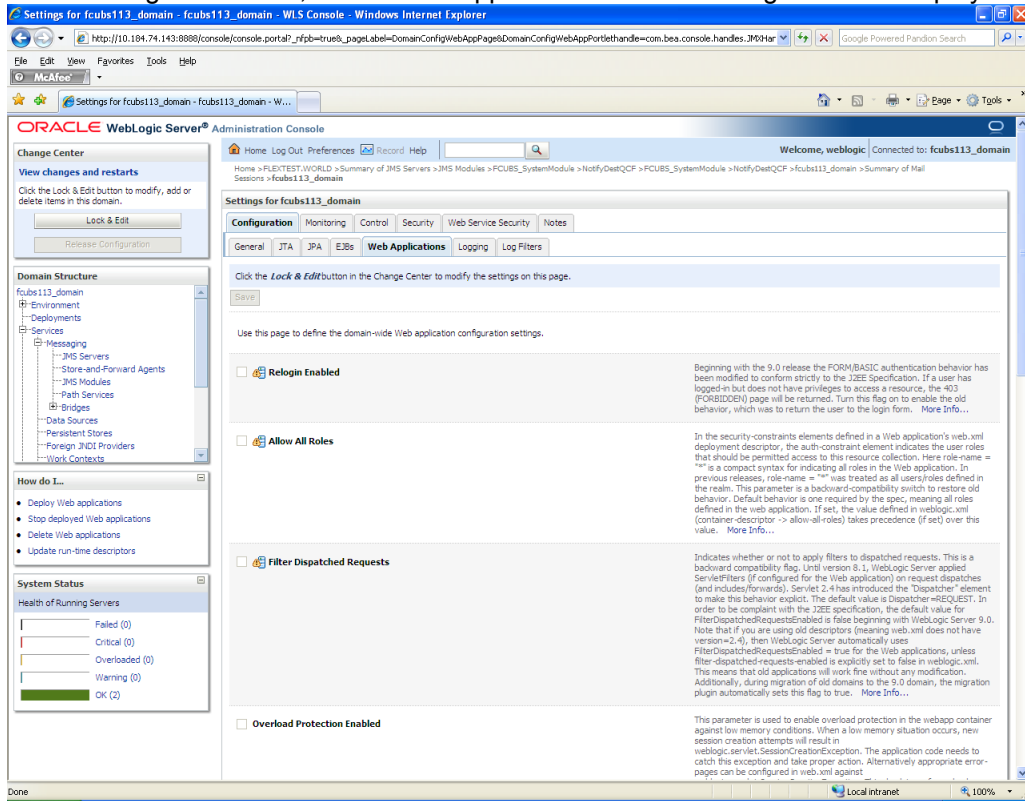 Settings for fcubs113_domain - fcubs113_domain - WLS Console - Windows Internet Explorer
http://10.184.74.143:8888/console/console.portal?_nfpb=true&_pageLabel=DomainConfigWebAppPage&DomainConfigWebAppPortlethandle=com.bea.console.handles.JMXHar
Google Powered Pandion Search
File Edit View Favorites Tools Help
McAfee
Settings for fcubs113_domain - fcubs113_domain - W...
Page Tools
ORACLE WebLogic Server® Administration Console
Change Center
View changes and restarts
Click the Lock & Edit button to modify, add or
delete items in this domain.
Lock & Edit
Release Configuration
Domain Structure
fcubs113_domain
Environment
Deployments
Services
Messaging
JMS Servers
Store-and-Forward Agents
JMS Modules
Path Services
Bridges
Data Sources
Persistent Stores
Foreign JNDI Providers
Work Contexts
How do I...
Deploy Web applications
Stop deployed Web applications
Delete Web applications
Update run-time descriptors
System Status
Health of Running Servers
Failed (0)
Critical (0)
Overloaded (0)
Warning (0)
OK (2)
Home Log Out Preferences Record Help
Welcome, weblogic Connected to: fcubs113_domain
Home >FLEXTEST.WORLD >Summary of JMS Servers >JMS Modules >FCUBS_SystemModule >NotifyDestQCF >FCUBS_SystemModule >NotifyDestQCF >fcubs113_domain >Summary of Mail
Sessions >fcubs113_domain
Settings for fcubs113_domain
Configuration Monitoring Control Security Web Service Security Notes
General JTA JPA EJBs Web Applications Logging Log Filters
Click the Lock & Edit button in the Change Center to modify the settings on this page.
Save
Use this page to define the domain-wide Web application configuration settings.
Relogin Enabled
Beginning with the 9.0 release the FORM/BASIC authentication behavior has
been modified to conform strictly to the J2EE Specification. If a user has
logged-in but does not have privileges to access a resource, the 403
(FORBIDDEN) page will be returned. Turn this flag on to enable the old
behavior, which was to return the user to the login form. More Info...
Allow All Roles
In the security-constraints elements defined in a Web application's web.xml
deployment descriptor, the auth-constraint element indicates the user roles
that should be permitted access to this resource collection. Here role-name =
"*" is a compact syntax for indicating all roles in the Web application. In
previous releases, role-name = "*" was treated as all users/roles defined in
the realm. This parameter is a backward-compatibility switch to restore old
behavior. Default behavior is one required by the spec, meaning all roles
defined in the web application. If set, the value defined in weblogic.xml
(container-descriptor -> allow-all-roles) takes precedence (if set) over this
value. More Info...
Filter Dispatched Requests
Indicates whether or not to apply filters to dispatched requests. This is a
backward compatibility flag. Until version 8.1, WebLogic Server applied
ServletFilters (if configured for the Web application) on request dispatches
(and includes/forwards). Servlet 2.4 has introduced the "Dispatcher" element
to make this behavior explicit. The default value is Dispatcher=REQUEST. In
order to be complaint with the J2EE specification, the default value for
FilterDispatchedRequestsEnabled is false beginning with WebLogic Server 9.0.
Note that if you are using old descriptors (meaning web.xml does not have
version=2.4), then WebLogic Server automatically uses
FilterDispatchedRequestsEnabled = true for the Web applications, unless
filter-dispatched-requests-enabled is explicitly set to false in weblogic.xml.
This means that old applications will work fine without any modification.
Additionally, during migration of old domains to the 9.0 domain, the migration
plugin automatically sets this flag to true. More Info...
Overload Protection Enabled
This parameter is used to enable overload protection in the webapp container
against low memory conditions. When a low memory situation occurs, new
session creation attempts will result in
weblogic.servlet.SessionCreationException. The application code needs to
catch this exception and take proper action. Alternatively appropriate error-
pages can be configured in web.xml against
Done
Local intranet
100%